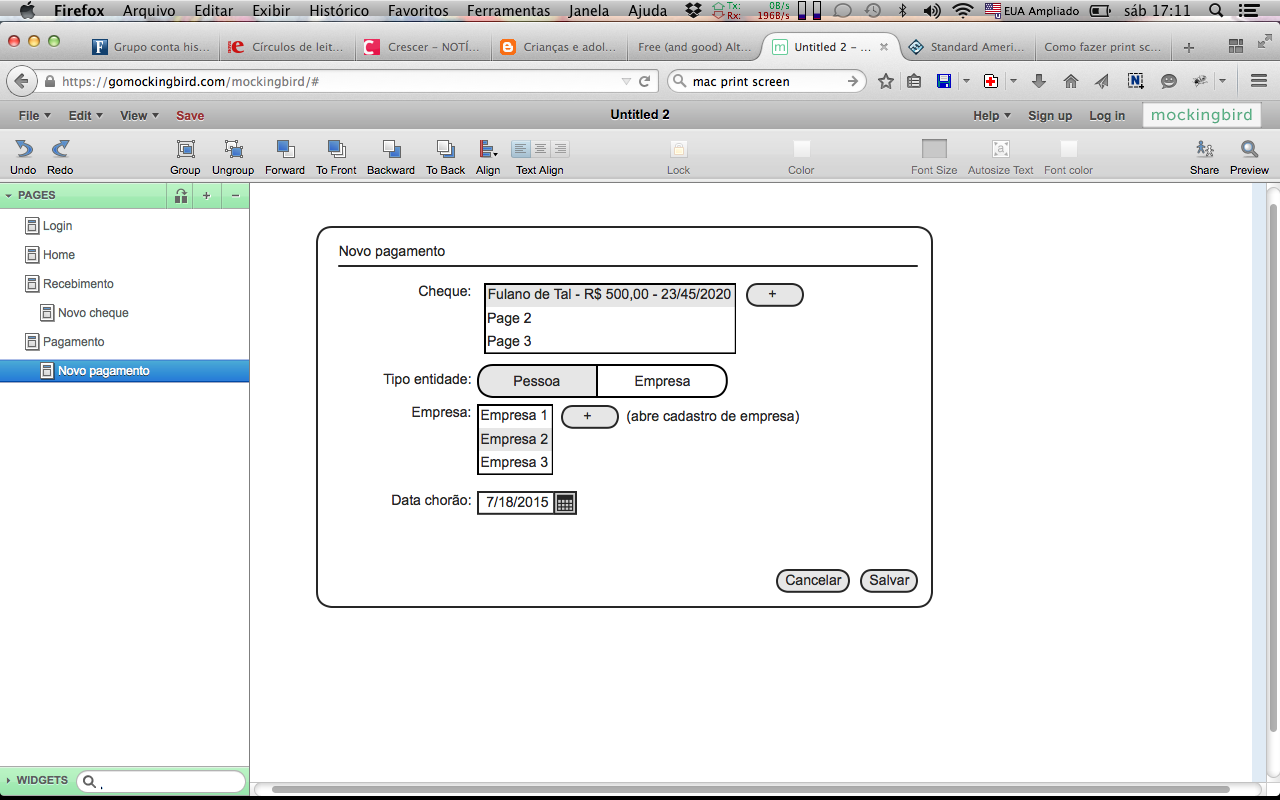 Firefox Arquivo Editar Exibir Histórico Favoritos Ferramentas Janela Ajuda Tx: 0B/s Rx: 196B/s EUA Ampliado sáb 17:11
Grupo conta his... Círculos de leit... Crescer – NOTÍ... Crianças e adol... Free (and good) Alt... Untitled 2 – ... Standard Ameri... Como fazer print sc...
https://gomockingbird.com/mockingbird/# mac print screen
File Edit View Save Untitled 2 Help Sign up Log in mockingbird
Undo Redo Group Ungroup Forward To Front Backward To Back Align Text Align Lock Color Font Size Autosize Text Font color Share Preview
PAGES + −
Login
Home
Recebimento
Novo cheque
Pagamento
Novo pagamento
Novo pagamento
Cheque: Fulano de Tal - R$ 500,00 - 23/45/2020 +
Page 2
Page 3
Tipo entidade: Pessoa Empresa
Empresa: Empresa 1 + (abre cadastro de empresa)
Empresa 2
Empresa 3
Data chorão: 7/18/2015
Cancelar Salvar
WIDGETS ,